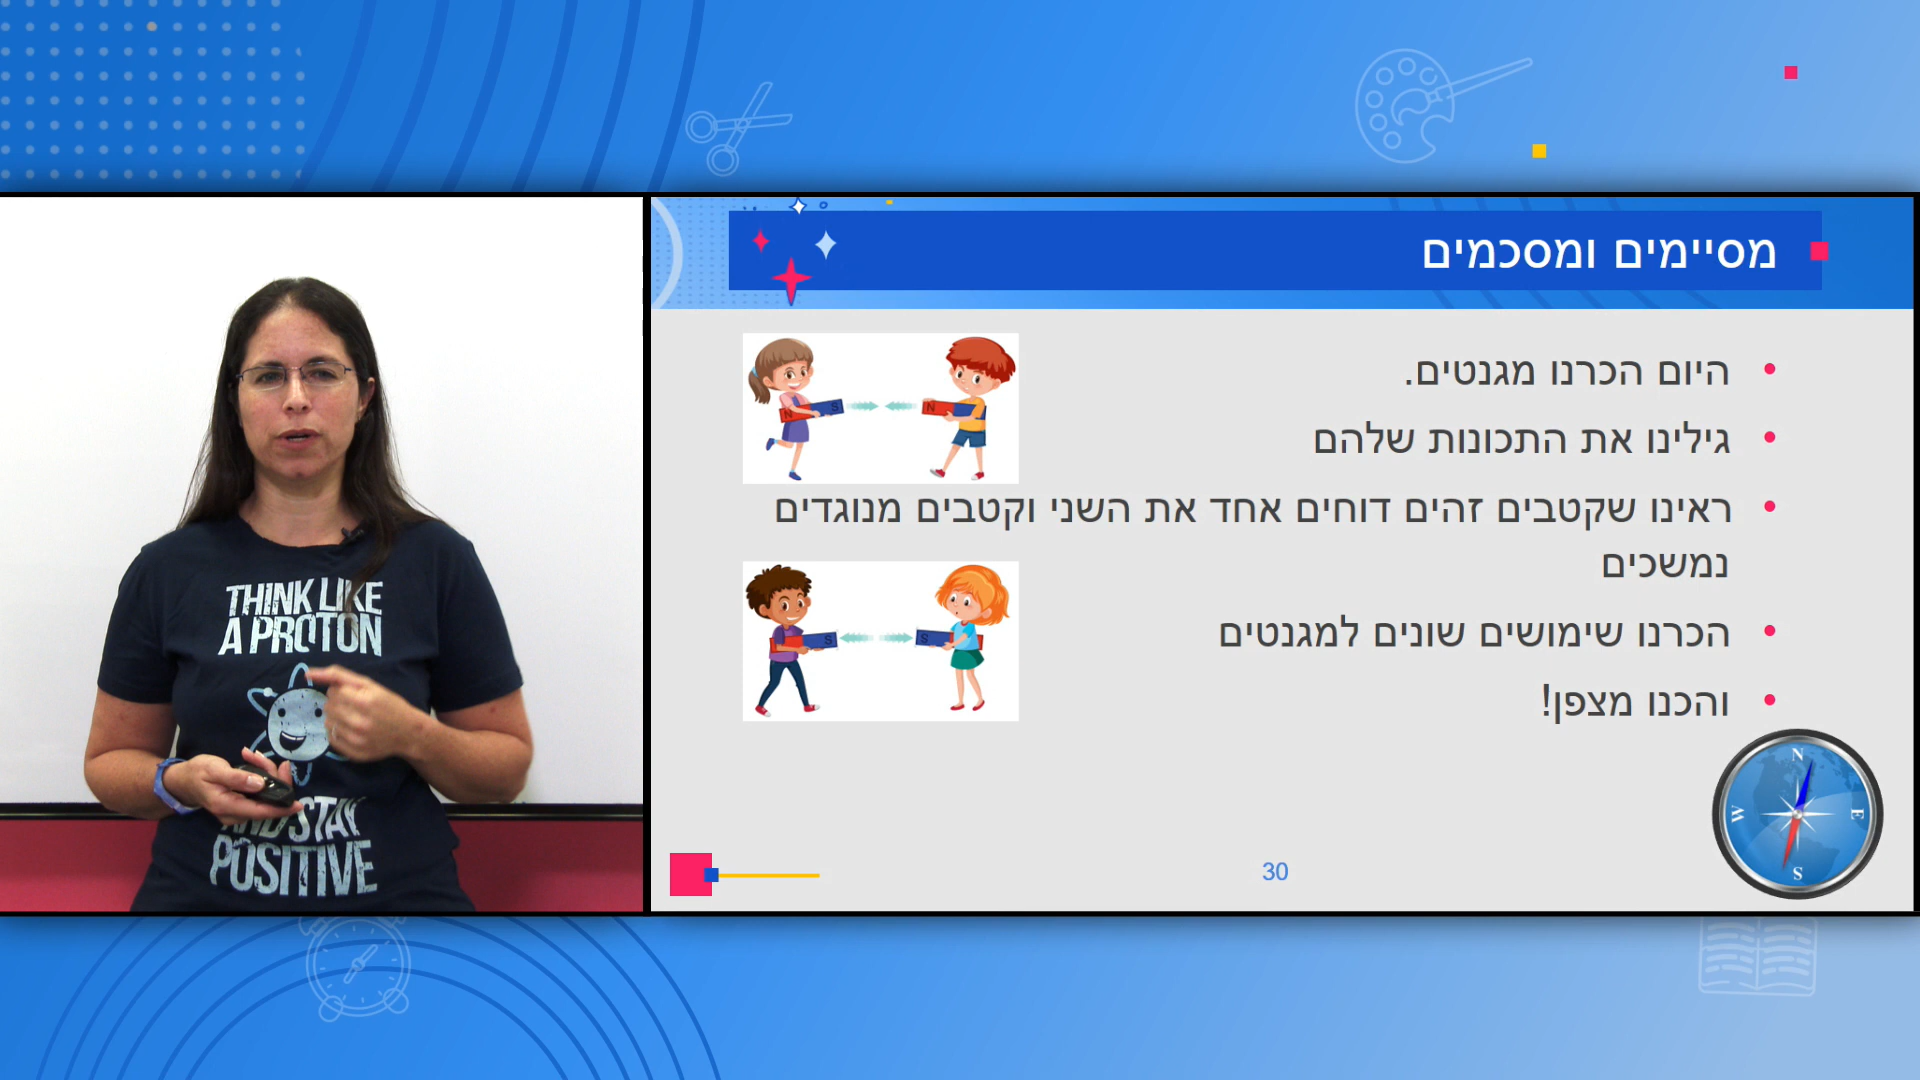 מסיימים ומסכמים
היום הכרנו מגנטים.
גילינו את התכונות שלהם
ראינו שקטבים זהים דוחים אחד את השני וקטבים מנוגדים
נמשכים
הכרנו שימושים שונים למגנטים
והכנו מצפן!
N S N
S S
N
W E
S
30
THINK LIKE
A PROTON
AND STAY
POSITIVE